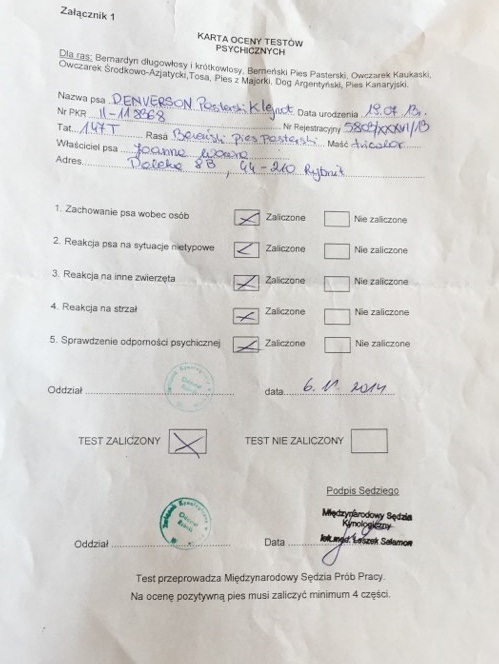 Załącznik 1
KARTA OCENY TESTÓW
PSYCHICZNYCH
Dla ras: Bernardyn długowłosy i krótkowłosy, Berneński Pies Pasterski, Owczarek Kaukaski,
Owczarek Środkowo-Azjatycki, Tosa, Pies z Majorki, Dog Argentyński, Pies Kanaryjski.
Nazwa psa DENVERSON Pasterski Klejnot Data urodzenia 19.07.13r.
Nr PKR II-118968 Nr Rejestracyjny
Tat. 147T Rasa Berneński Pies Pasterski Maść tricolor
Właściciel psa Joanna
Adres 8B, 44-210 Rybnik
1. Zachowanie psa wobec osób Zaliczone Nie zaliczone
2. Reakcja psa na sytuacje nietypowe Zaliczone Nie zaliczone
3. Reakcja na inne zwierzęta Zaliczone Nie zaliczone
4. Reakcja na strzał Zaliczone Nie zaliczone
5. Sprawdzenie odporności psychicznej Zaliczone Nie zaliczone
Oddział data 6.11.2014
TEST ZALICZONY TEST NIE ZALICZONY
Podpis Sędziego
Międzynarodowy Sędzia
Kynologiczny
lek.med. Leszek Salamon
Oddział Data
Test przeprowadza Międzynarodowy Sędzia Prób Pracy.
Na ocenę pozytywną pies musi zaliczyć minimum 4 części.